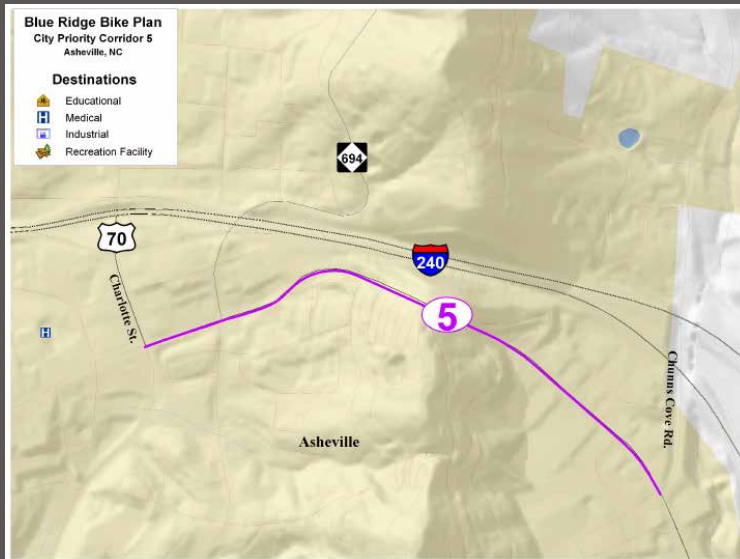 Blue Ridge Bike Plan
City Priority Corridor 5
Asheville, NC
Destinations
Educational
H Medical
Industrial
Recreation Facility
694
70
240
Charlotte St.
5
H
Chunns Cove Rd.
Asheville